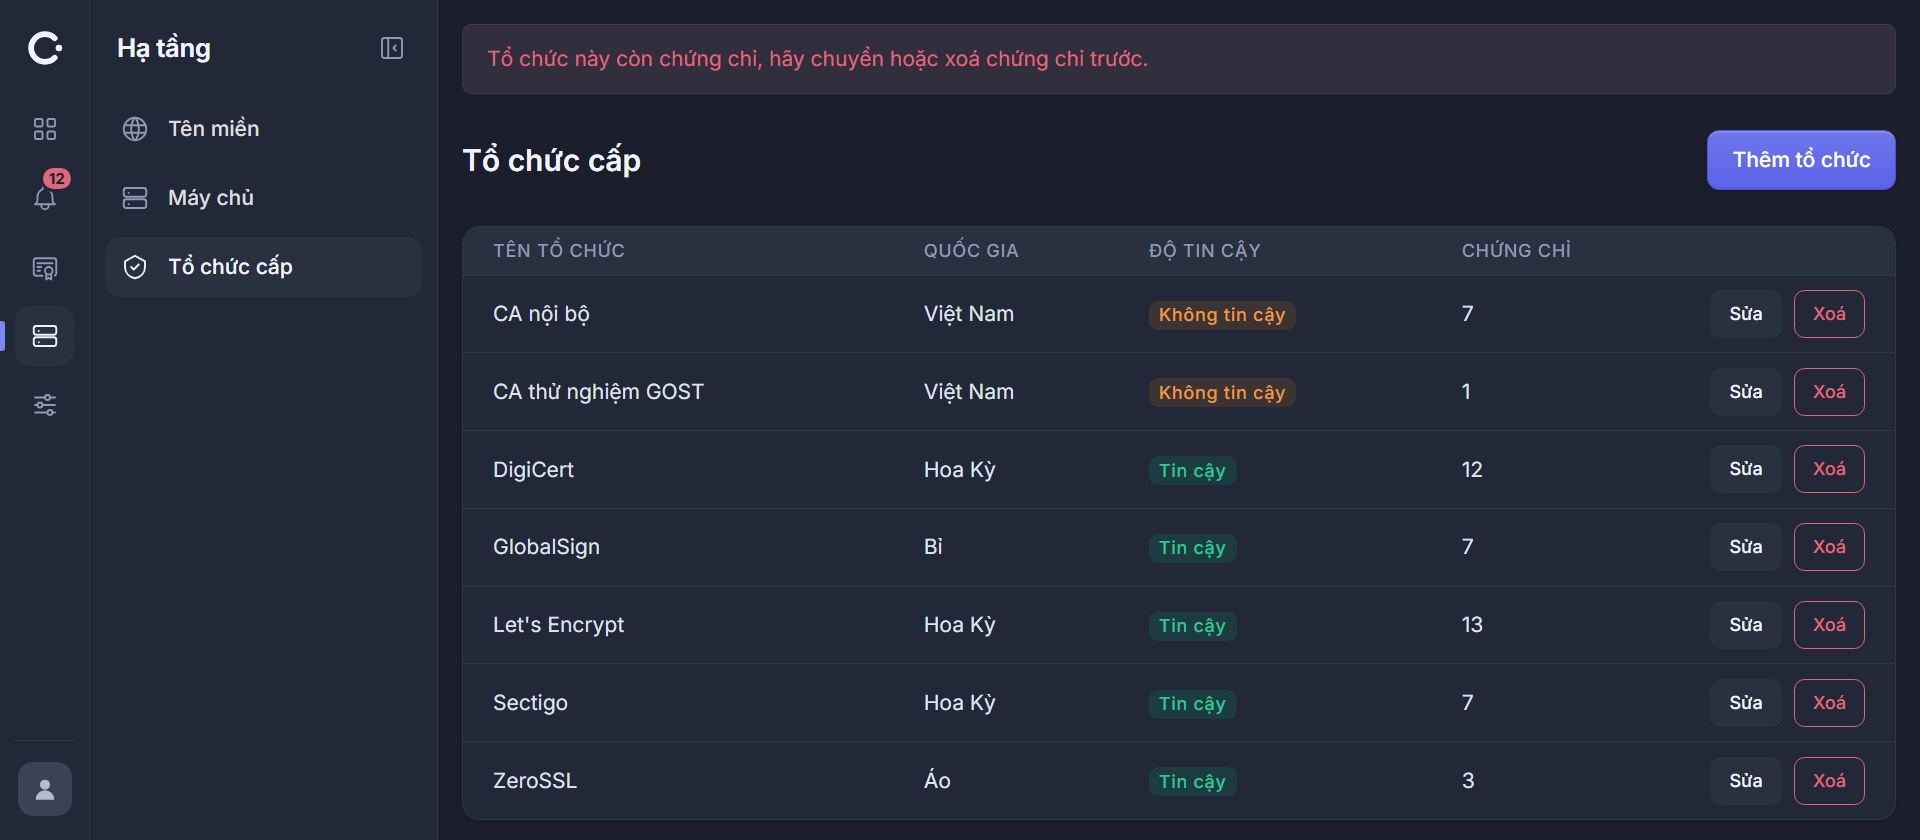 Hạ tầng
12
Tên miền
Máy chủ
Tổ chức cấp
Tổ chức này còn chứng chỉ, hãy chuyển hoặc xoá chứng chỉ trước.
Tổ chức cấp
Thêm tổ chức
TÊN TỔ CHỨC QUỐC GIA ĐỘ TIN CẬY CHỨNG CHỈ
CA nội bộ Việt Nam Không tin cậy 7 Sửa Xoá
CA thử nghiệm GOST Việt Nam Không tin cậy 1 Sửa Xoá
DigiCert Hoa Kỳ Tin cậy 12 Sửa Xoá
GlobalSign Bỉ Tin cậy 7 Sửa Xoá
Let's Encrypt Hoa Kỳ Tin cậy 13 Sửa Xoá
Sectigo Hoa Kỳ Tin cậy 7 Sửa Xoá
ZeroSSL Áo Tin cậy 3 Sửa Xoá